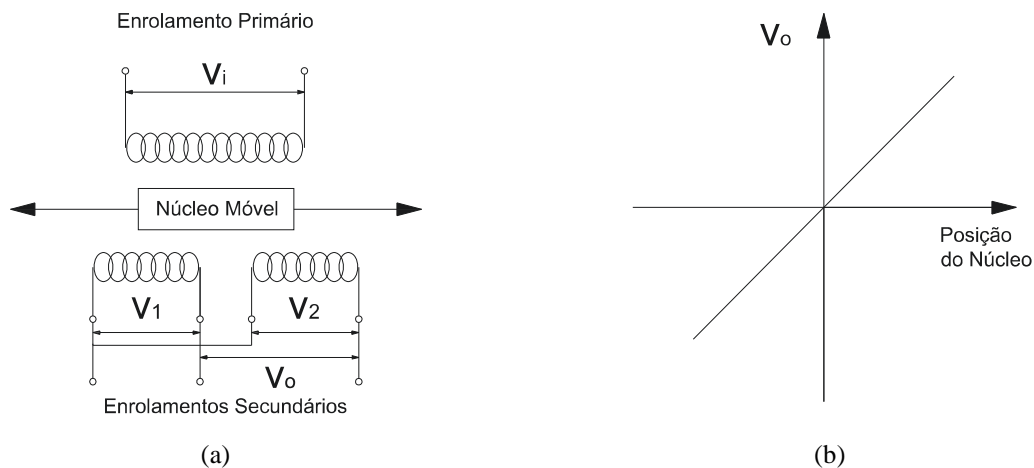 Enrolamento Primário
Vi
Núcleo Móvel
V1
V2
Vo
Enrolamentos Secundários
(a)
Vo
Posição
do Núcleo
(b)